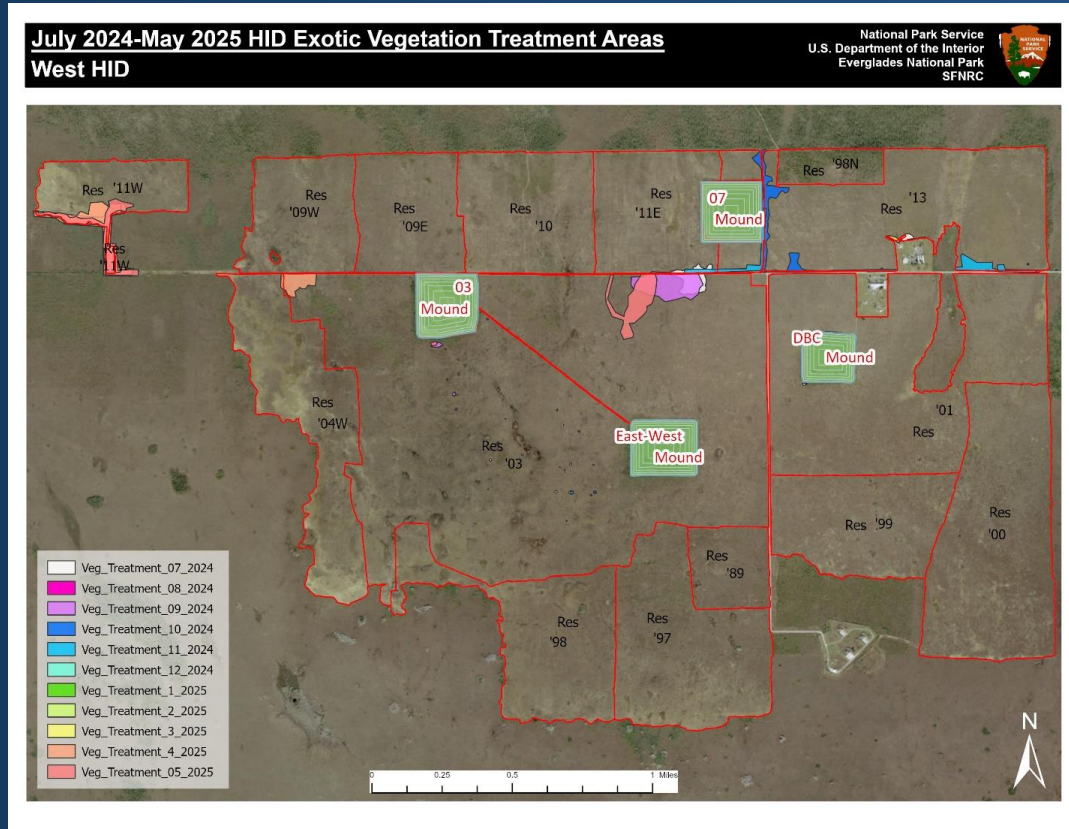 July 2024-May 2025 HID Exotic Vegetation Treatment Areas
West HID
National Park Service
U.S. Department of the Interior
Everglades National Park
SFNRC
NATIONAL
PARK
SERVICE
Res '11W
Res
'11W
Res
'09W
Res
'09E
Res
'10
Res
'11E
07
Mound
Res '98N
Res '13
03
Mound
DBC
Mound
Res
'04W
Res
'03
East-West
Mound
'01
Res
Res '99
Res
'00
Res
'89
Res
'98
Res
'97
Veg_Treatment_07_2024
Veg_Treatment_08_2024
Veg_Treatment_09_2024
Veg_Treatment_10_2024
Veg_Treatment_11_2024
Veg_Treatment_12_2024
Veg_Treatment_1_2025
Veg_Treatment_2_2025
Veg_Treatment_3_2025
Veg_Treatment_4_2025
Veg_Treatment_05_2025
0 0.25 0.5 1 Miles
N